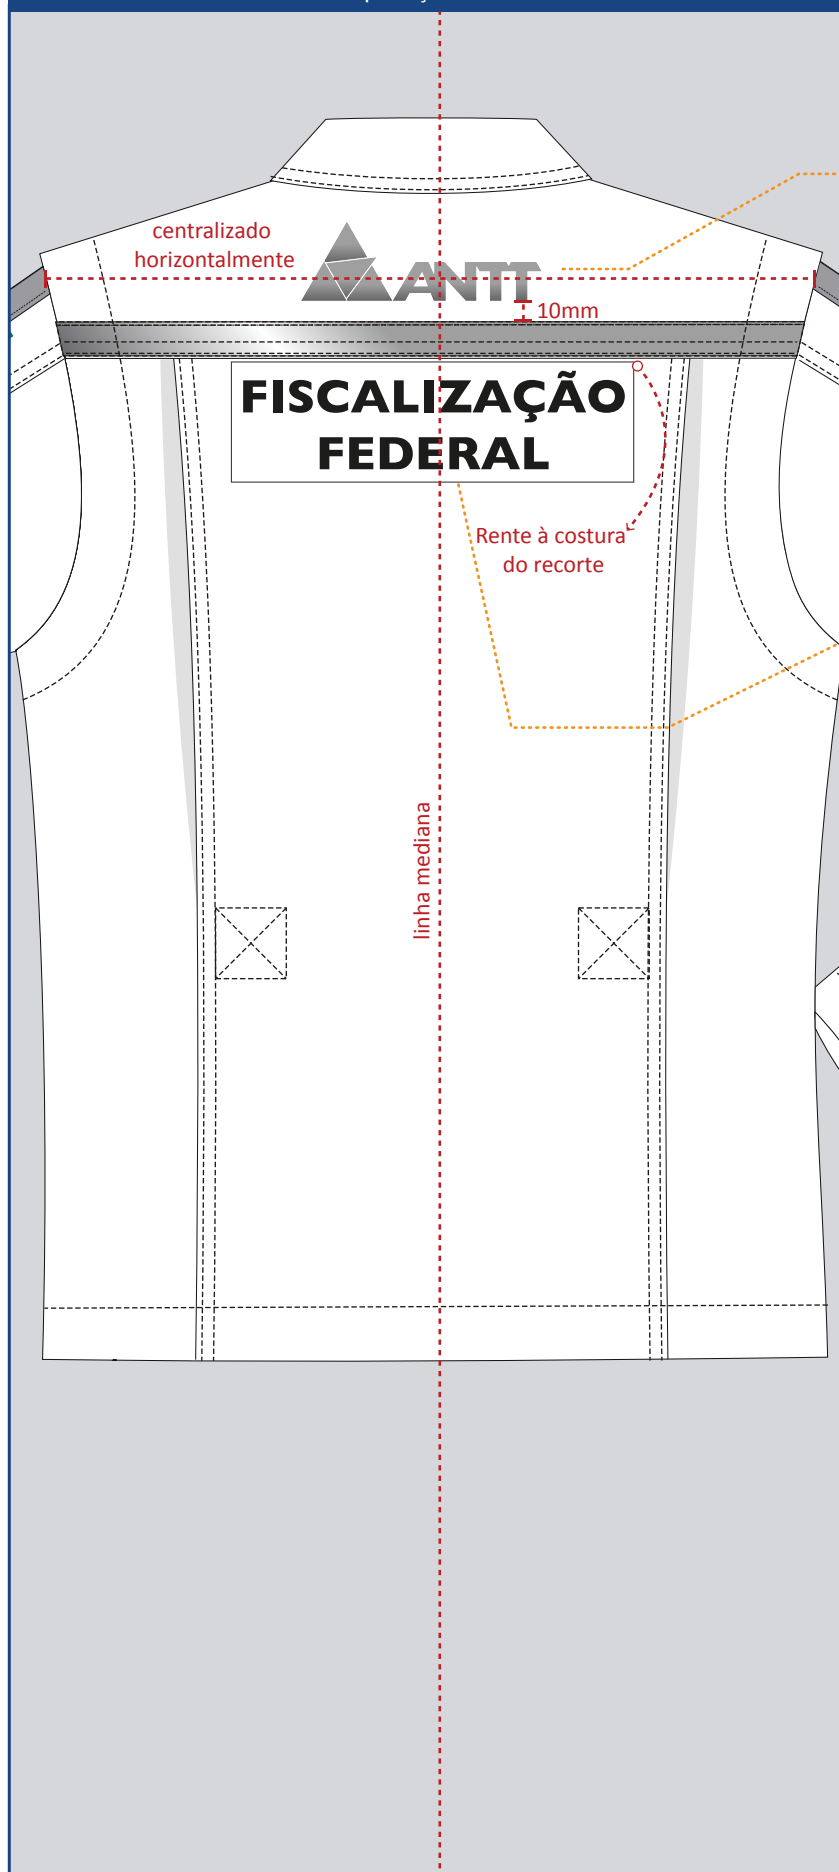 centralizado
horizontalmente
ANTT
10mm
FISCALIZAÇÃO
FEDERAL
Rente à costura
do recorte
linha mediana